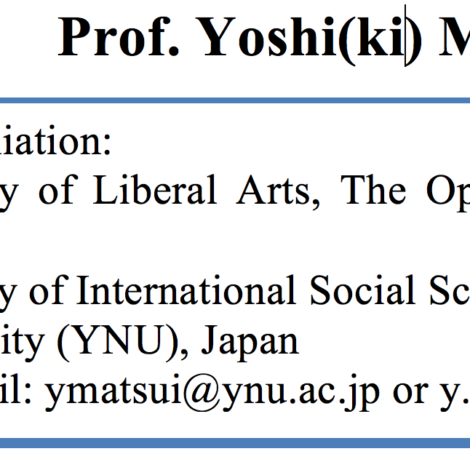 Prof. Yoshi(ki) M
iation:
y of Liberal Arts, The Op
y of International Social Sc
ity (YNU), Japan
il: ymatsui@ynu.ac.jp or y.